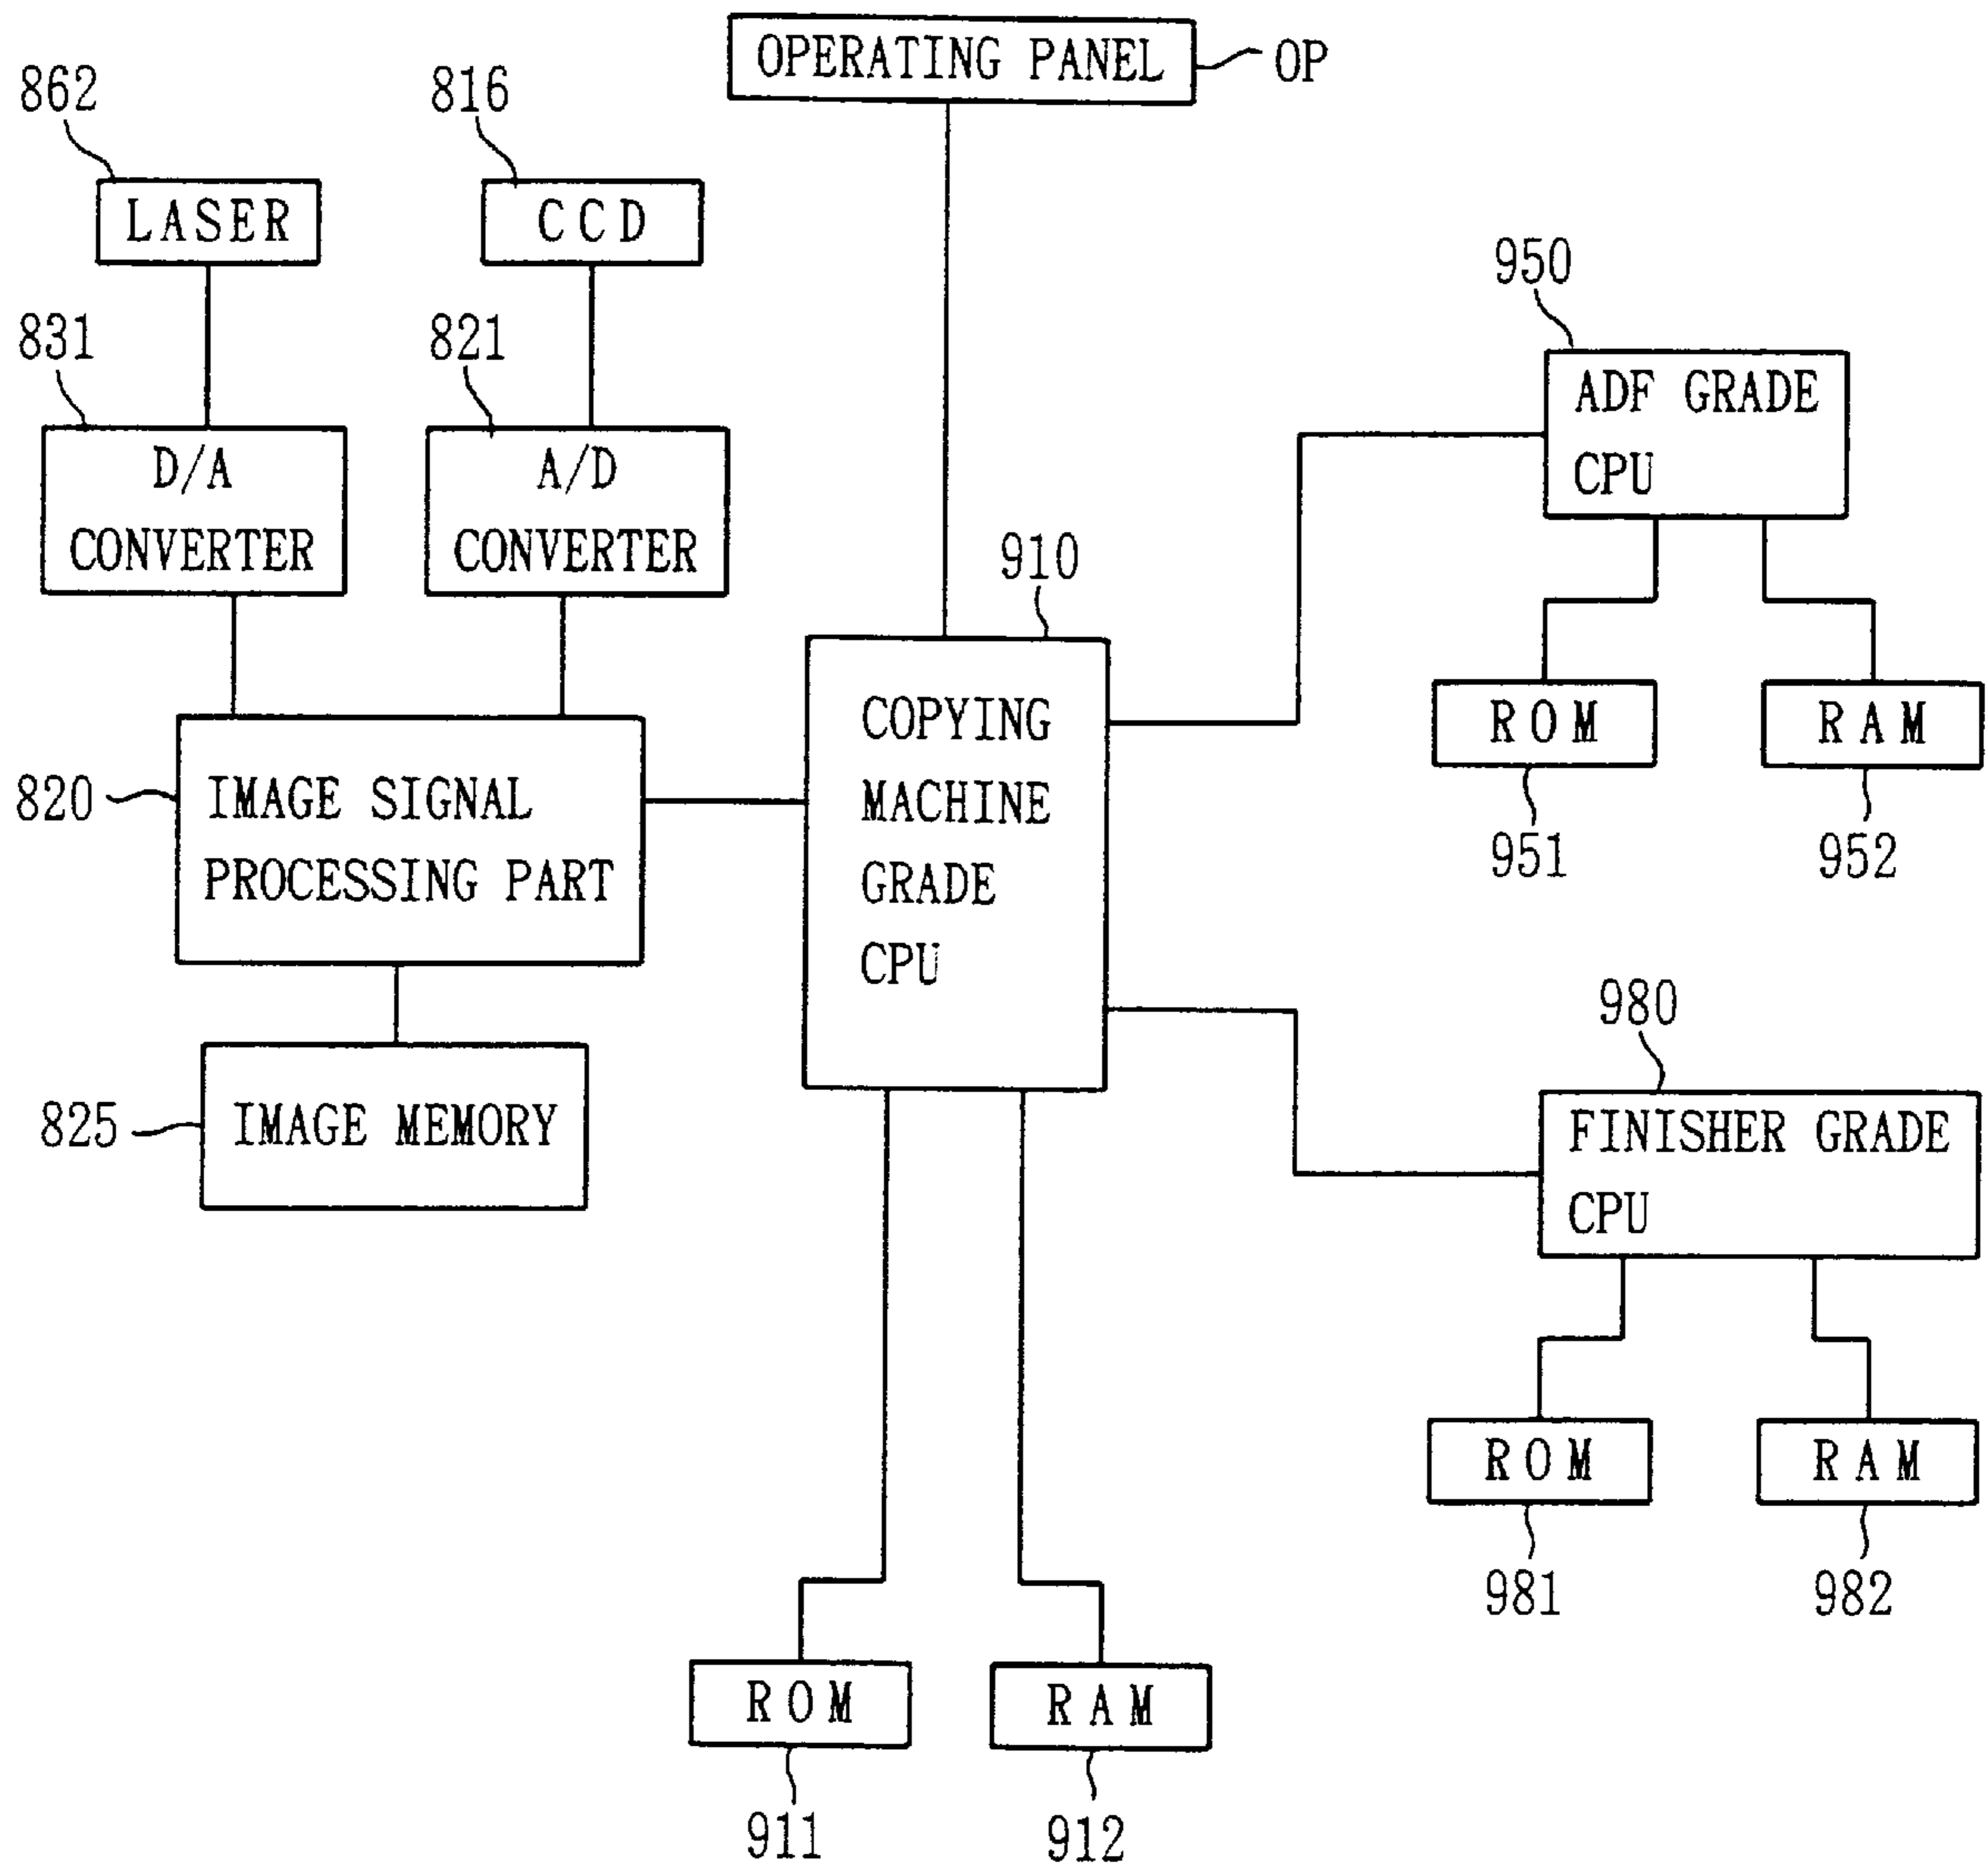 OPERATING PANEL
OP
862
816
LASER
CCD
950
831
821
ADF GRADE
CPU
D/A
CONVERTER
A/D
CONVERTER
910
ROM
RAM
951
952
COPYING
MACHINE
GRADE
CPU
820
IMAGE SIGNAL
PROCESSING PART
980
825
IMAGE MEMORY
FINISHER GRADE
CPU
ROM
RAM
981
982
ROM
RAM
911
912